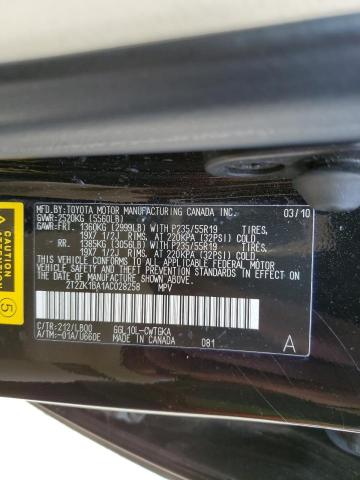 MFD.BY:TOYOTA MOTOR MANUFACTURING CANADA INC. 03/10
GVWR:2520KG (5560LB)
GAWR:FRT. 1360KG (2999LB) WITH P235/55R19 TIRES,
19X7 1/2J RIMS, AT 220KPA (32PSI) COLD
RR. 1385KG (3056LB) WITH P235/55R19 TIRES,
19X7 1/2J RIMS, AT 220KPA (32PSI) COLD
THIS VEHICLE CONFORMS TO ALL APPLICABLE FEDERAL MOTOR
VEHICLE SAFETY STANDARDS IN EFFECT ON THE DATE OF
MANUFACTURE SHOWN ABOVE.
2T2ZK1BA1AC028258 MPV
C/TR:212/LB00 GGL10L-CWTGKA
A/TM:-01A/U660E MADE IN CANADA 081 A
5